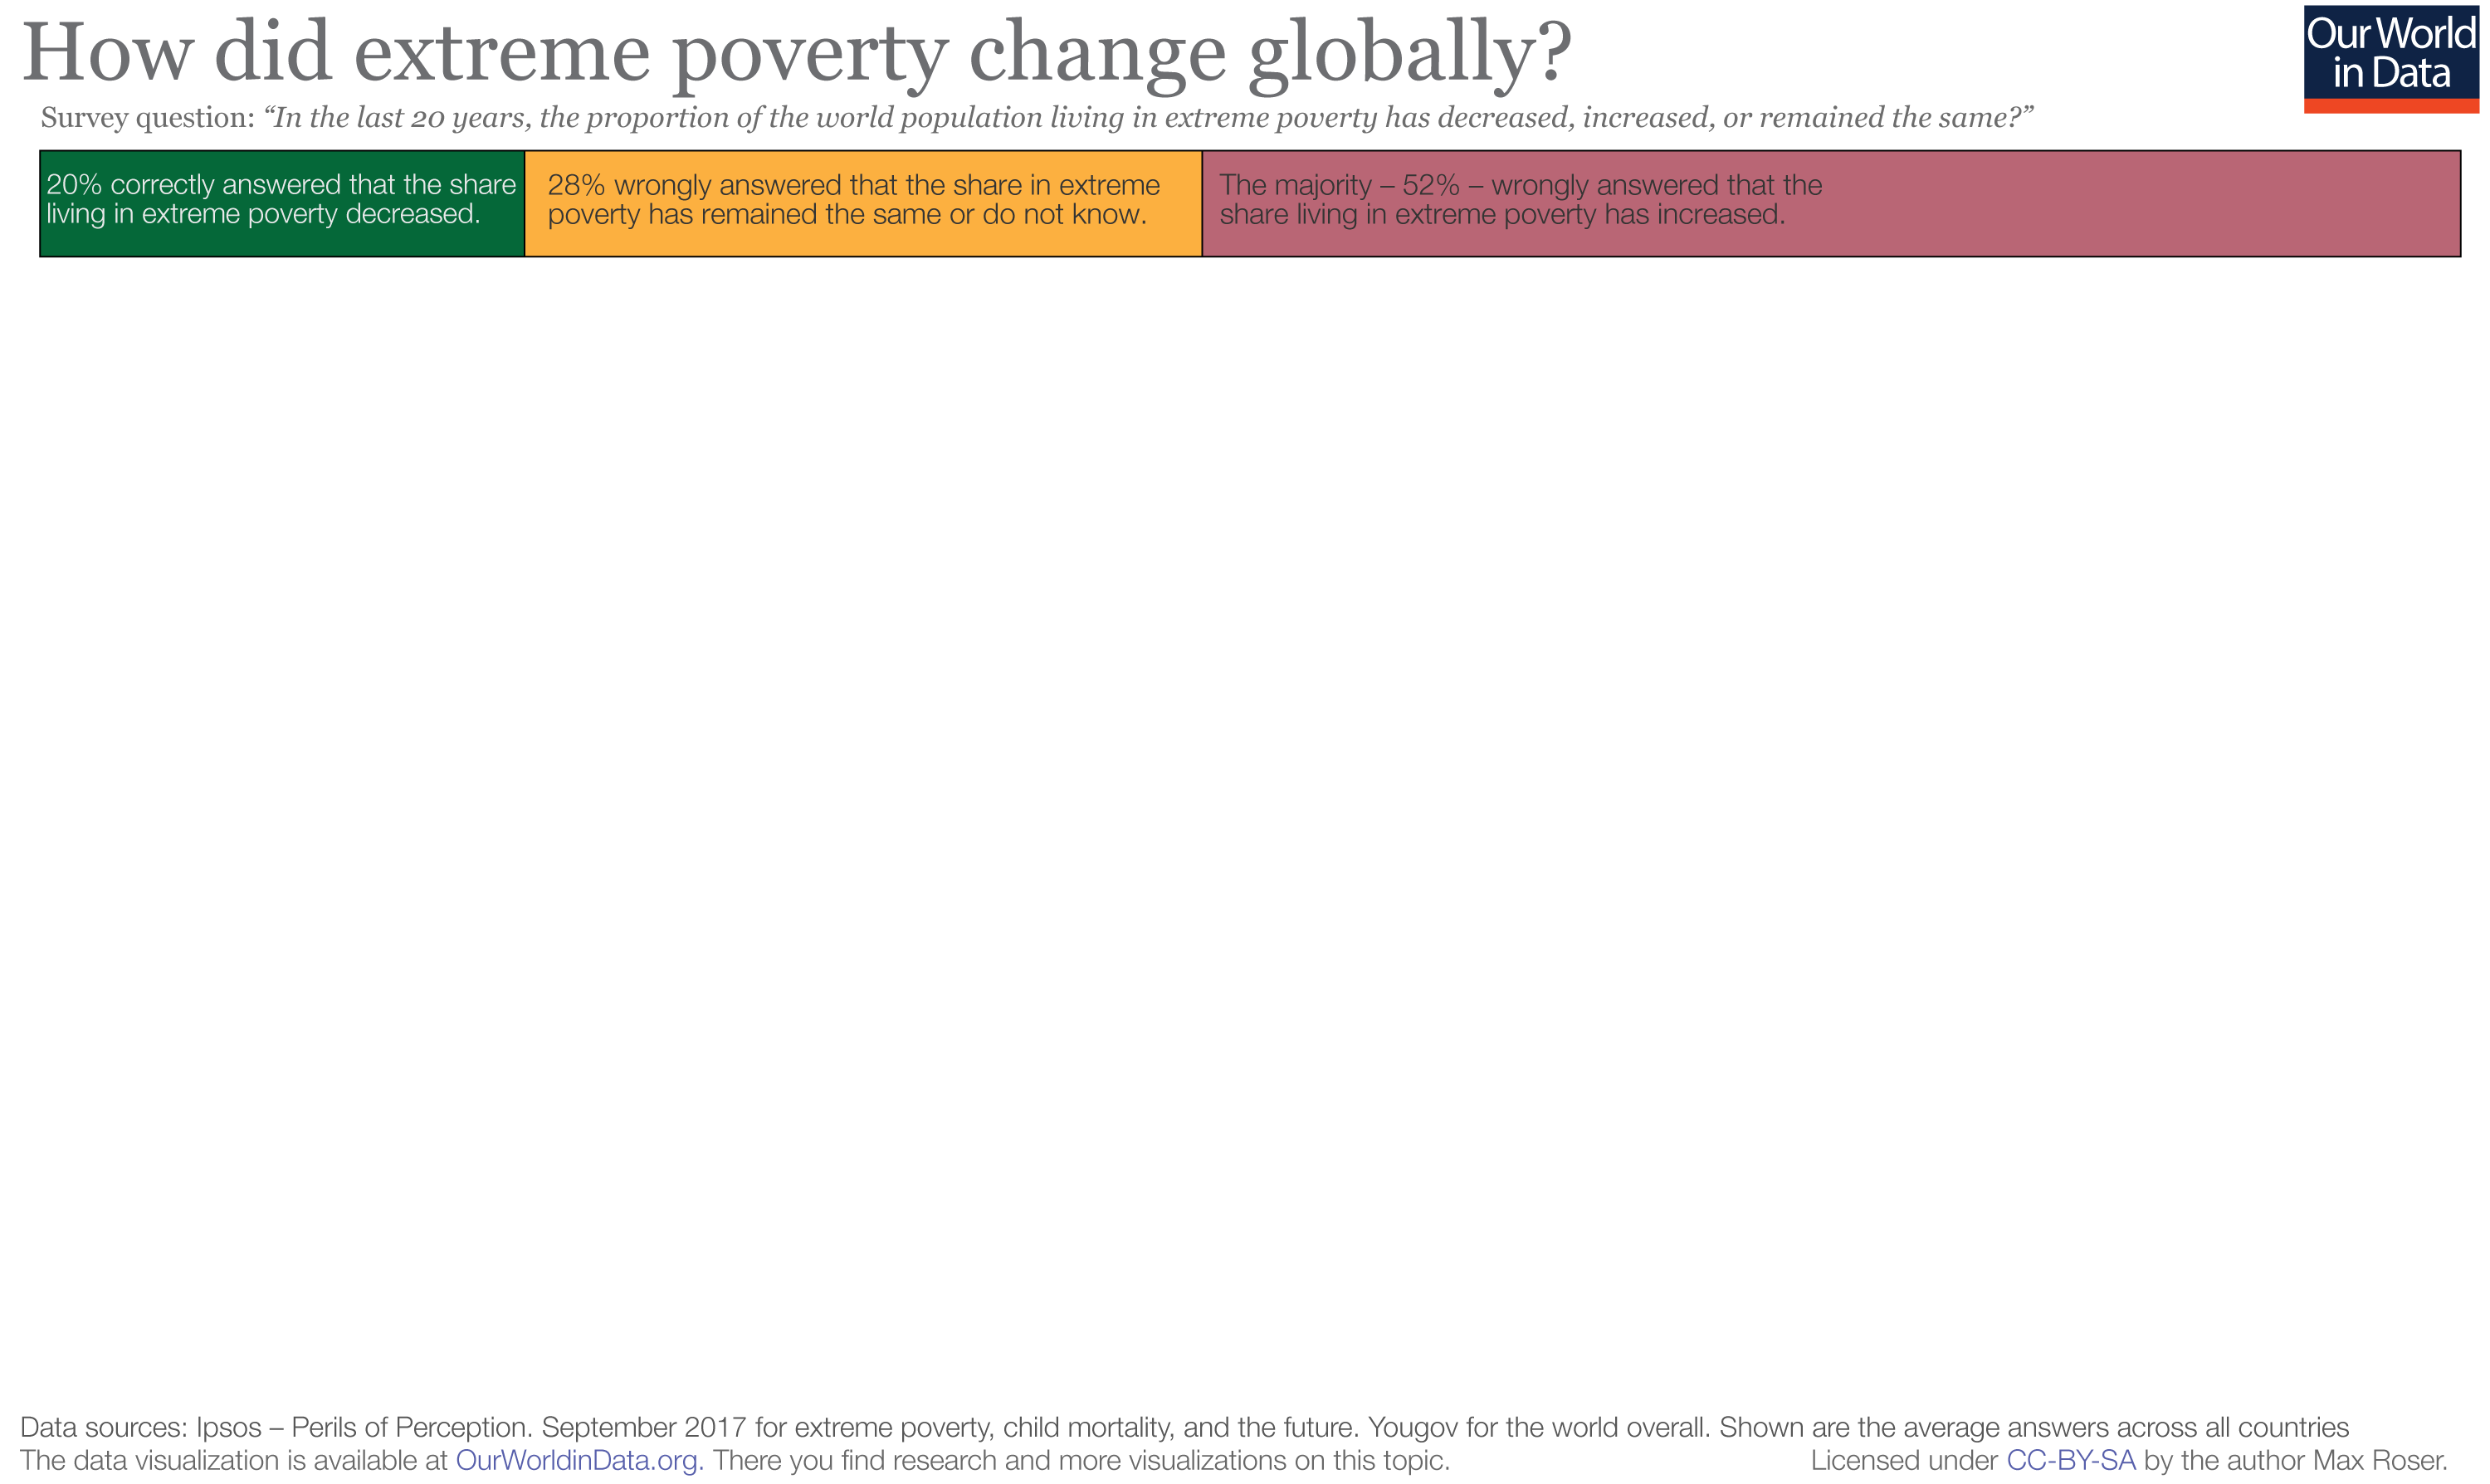 How did extreme poverty change globally?
Our World
in Data
Survey question: “In the last 20 years, the proportion of the world population living in extreme poverty has decreased, increased, or remained the same?”
20% correctly answered that the share
living in extreme poverty decreased.
28% wrongly answered that the share in extreme
poverty has remained the same or do not know.
The majority – 52% – wrongly answered that the
share living in extreme poverty has increased.
Data sources: Ipsos – Perils of Perception. September 2017 for extreme poverty, child mortality, and the future. Yougov for the world overall. Shown are the average answers across all countries
The data visualization is available at OurWorldinData.org. There you find research and more visualizations on this topic.
Licensed under CC-BY-SA by the author Max Roser.